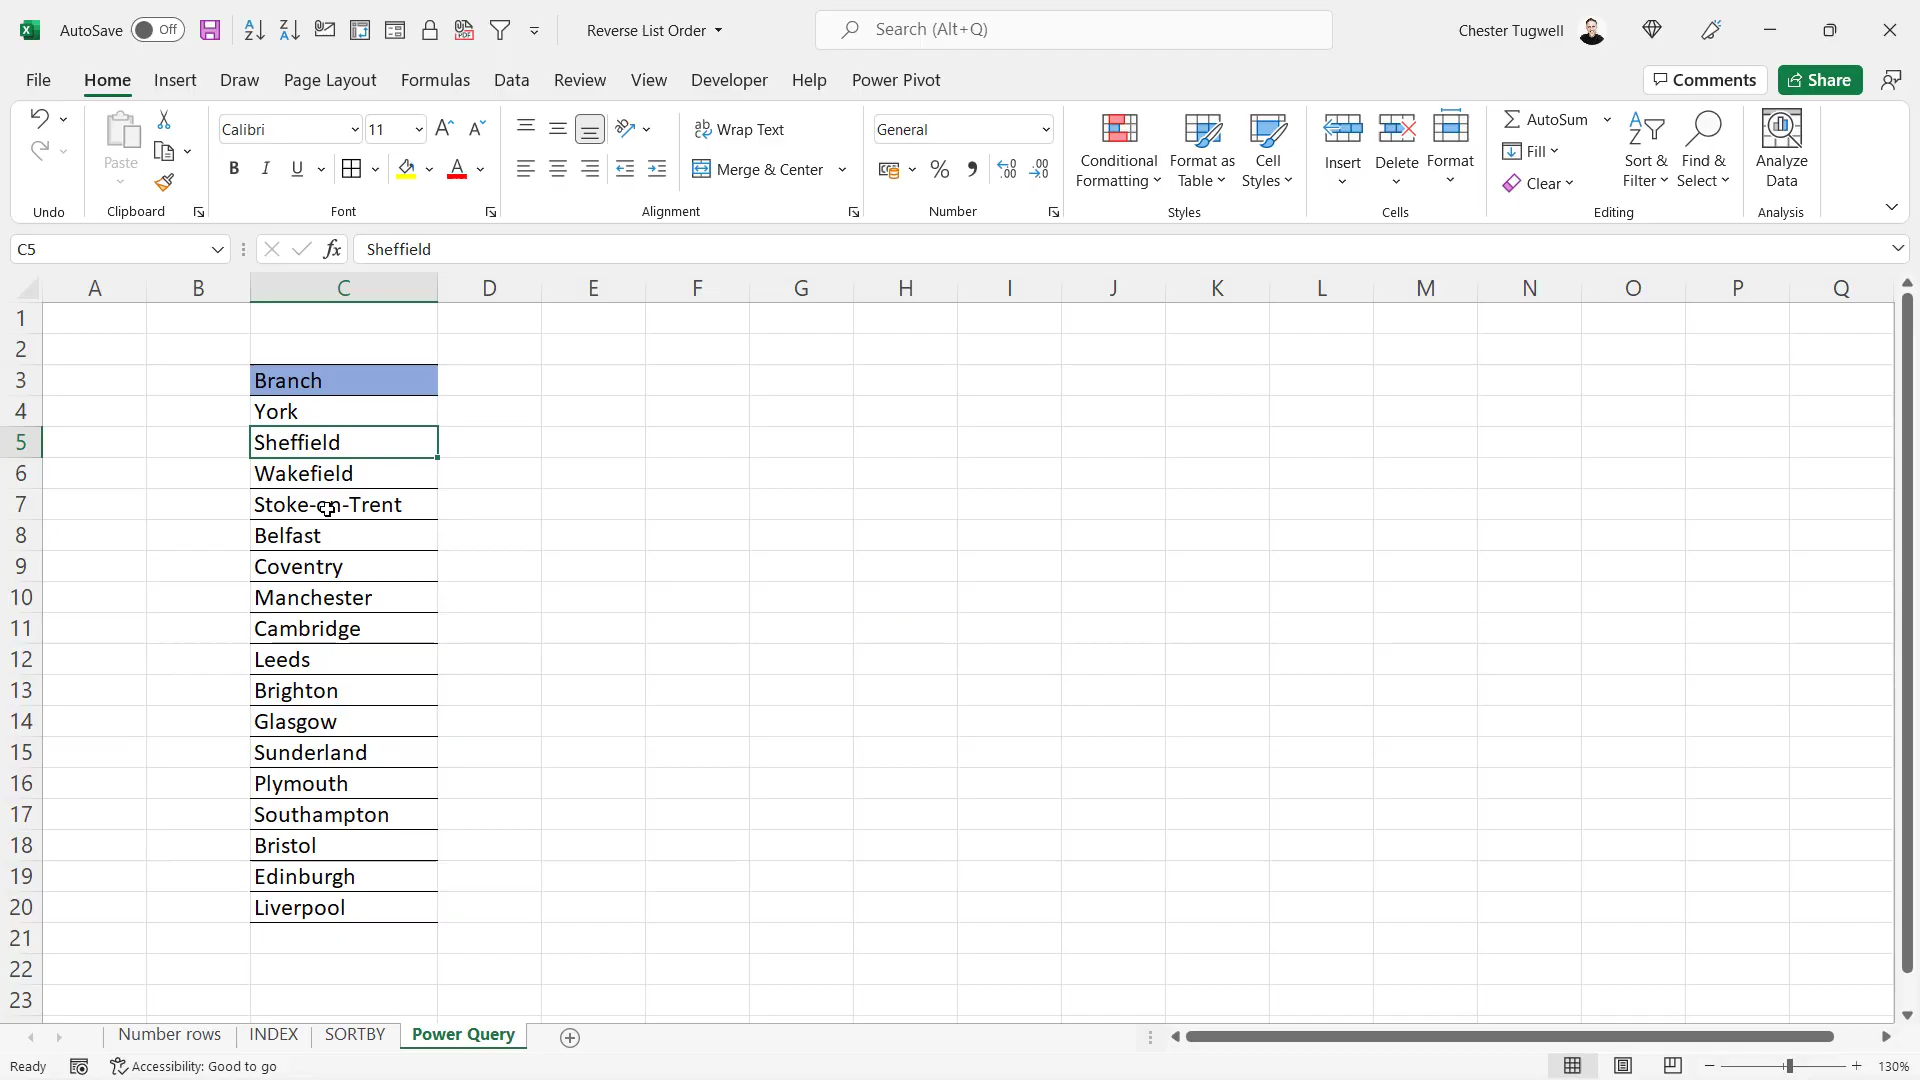 AutoSave Off Reverse List Order Search (Alt+Q) Chester Tugwell
File Home Insert Draw Page Layout Formulas Data Review View Developer Help Power Pivot Comments Share
Paste Calibri 11 Wrap Text General AutoSum
B I U Merge & Center % Fill
Conditional Formatting Format as Table Cell Styles Insert Delete Format Clear Sort & Filter Find & Select Analyze Data
Undo Clipboard Font Alignment Number Styles Cells Editing Analysis
C5 fx Sheffield
A B C D E F G H I J K L M N O P Q
1
2
3 Branch
4 York
5 Sheffield
6 Wakefield
7 Stoke-on-Trent
8 Belfast
9 Coventry
10 Manchester
11 Cambridge
12 Leeds
13 Brighton
14 Glasgow
15 Sunderland
16 Plymouth
17 Southampton
18 Bristol
19 Edinburgh
20 Liverpool
21
22
23
Number rows INDEX SORTBY Power Query
Ready Accessibility: Good to go 130%